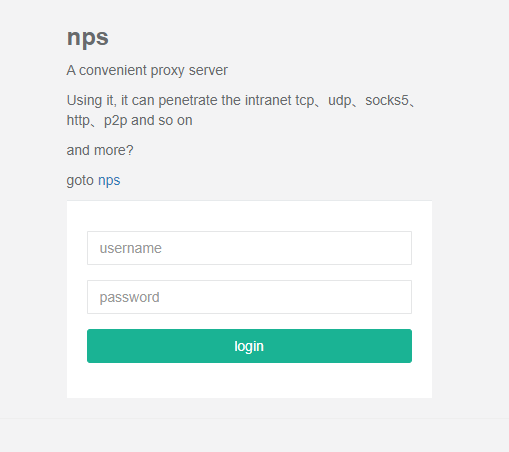 nps
A convenient proxy server
Using it, it can penetrate the intranet tcp、udp、socks5、
http、p2p and so on
and more?
goto nps
username
password
login